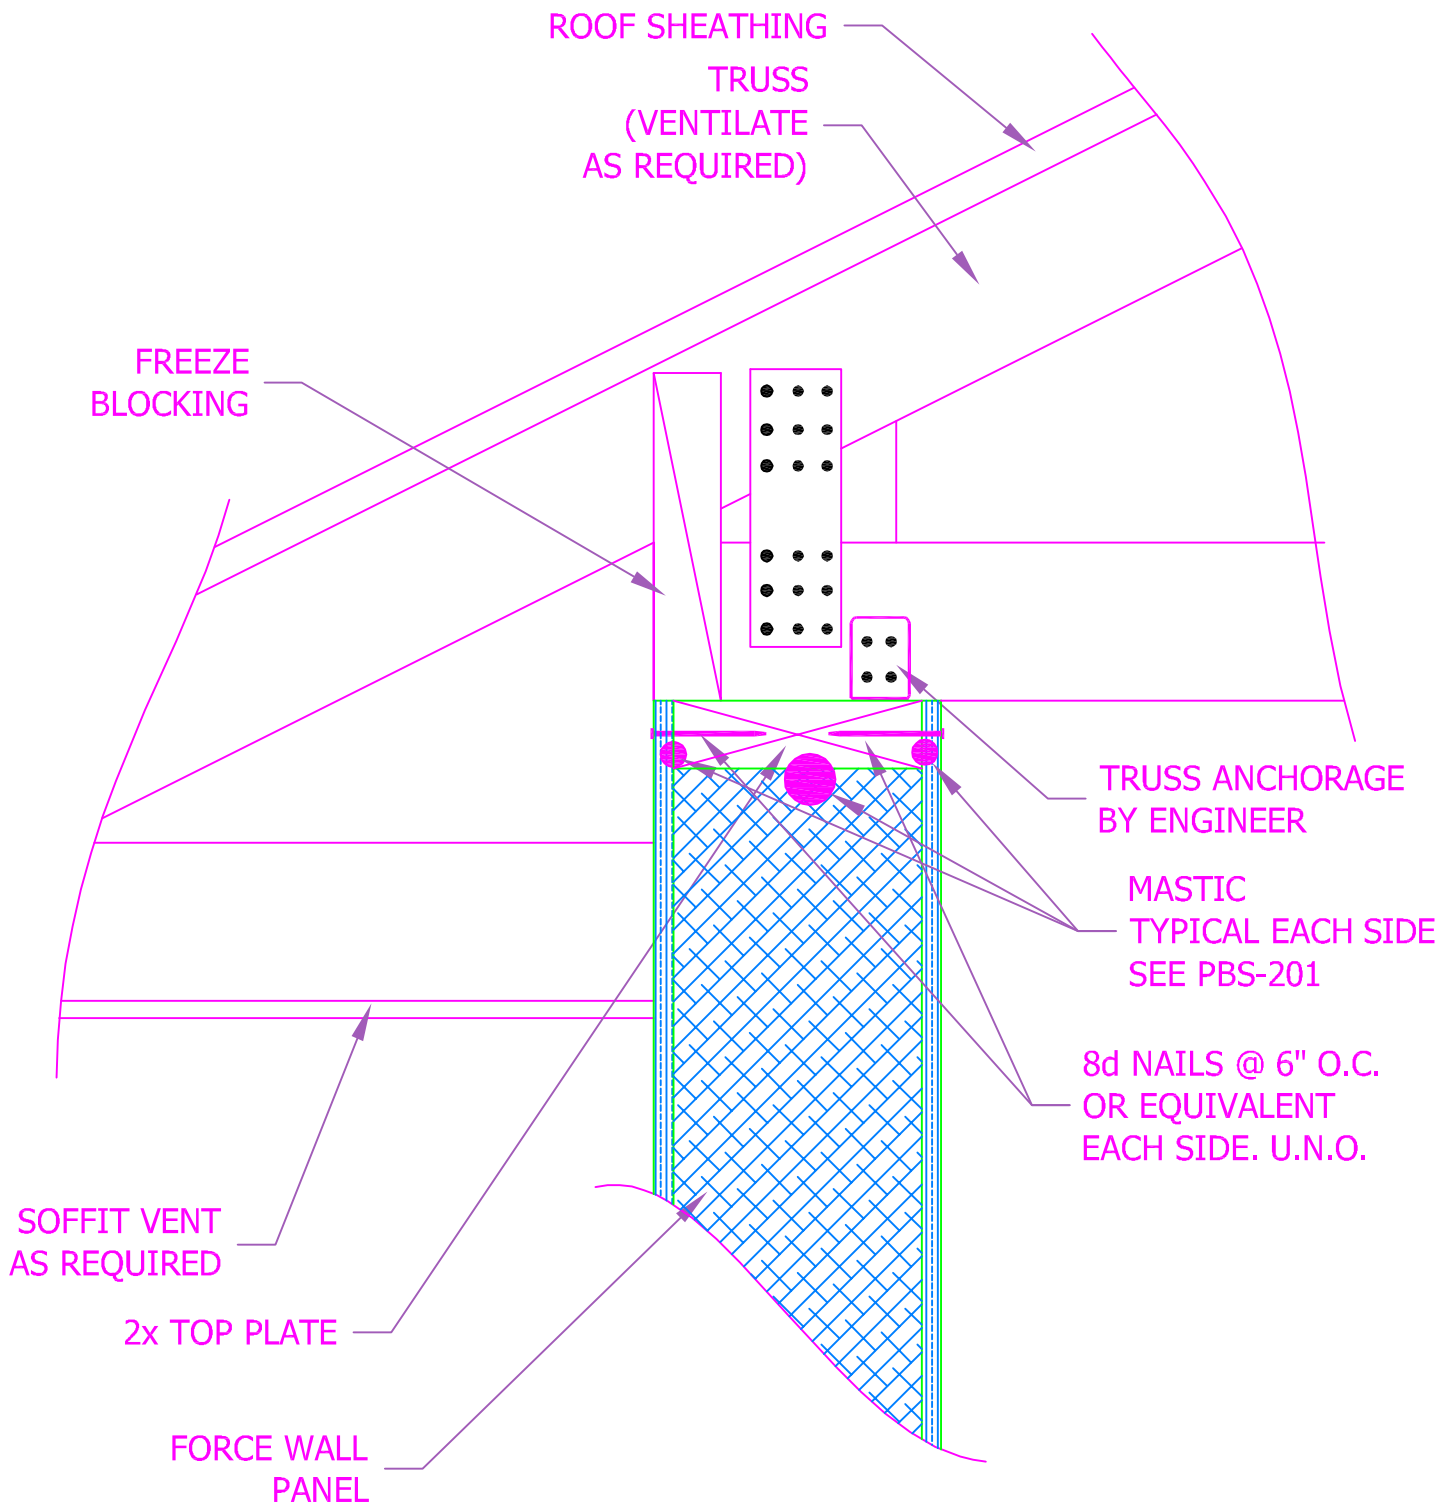 ROOF SHEATHING
TRUSS
(VENTILATE
AS REQUIRED)
FREEZE
BLOCKING
TRUSS ANCHORAGE
BY ENGINEER
MASTIC
TYPICAL EACH SIDE
SEE PBS-201
8d NAILS @ 6" O.C.
OR EQUIVALENT
EACH SIDE. U.N.O.
SOFFIT VENT
AS REQUIRED
2x TOP PLATE
FORCE WALL
PANEL